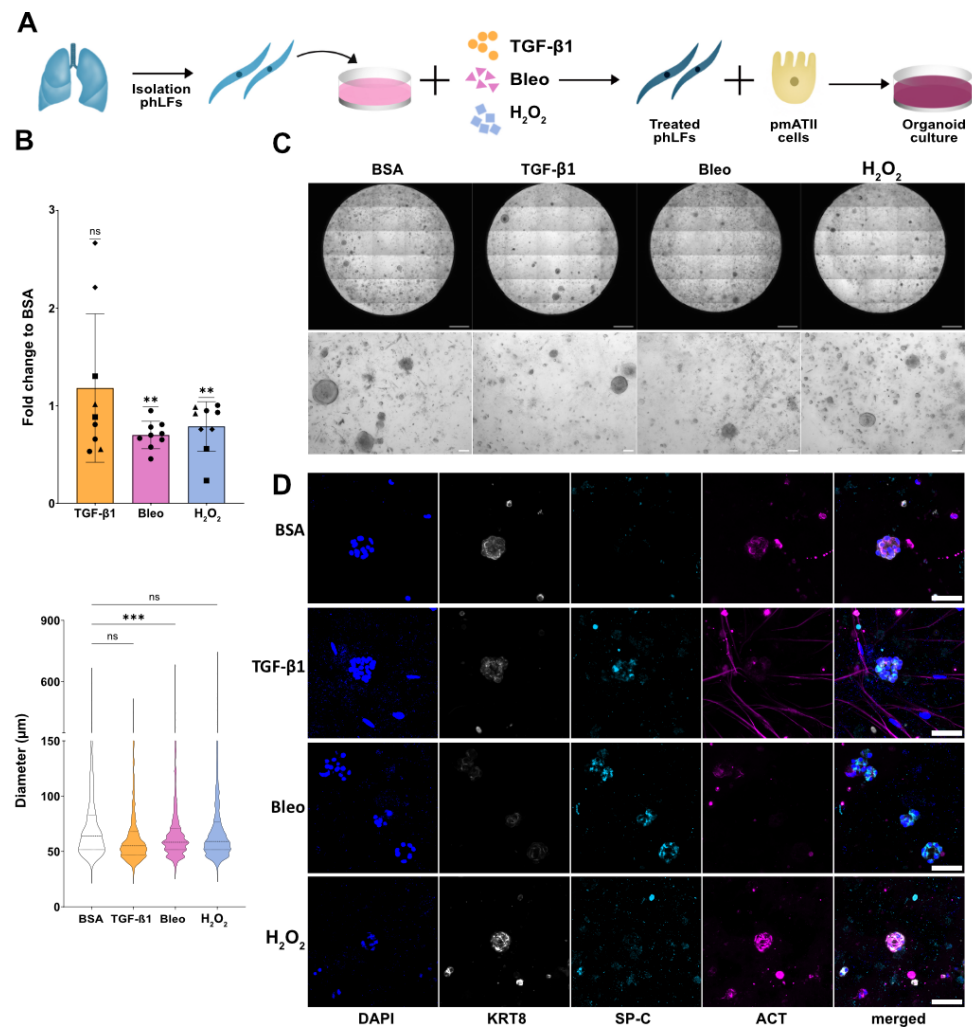 A
Isolation
phLFs
TGF-β1
Bleo
H₂O₂
Treated
phLFs
pmATII
cells
Organoid
culture
B
Fold change to BSA
3
2
1
0
ns
**
**
TGF-β1 Bleo H₂O₂
ns
***
ns
Diameter (µm)
900
600
150
100
50
0
BSA TGF-ß1 Bleo H₂O₂
C
BSA TGF-β1 Bleo H₂O₂
D
BSA
TGF-β1
Bleo
H₂O₂
DAPI KRT8 SP-C ACT merged